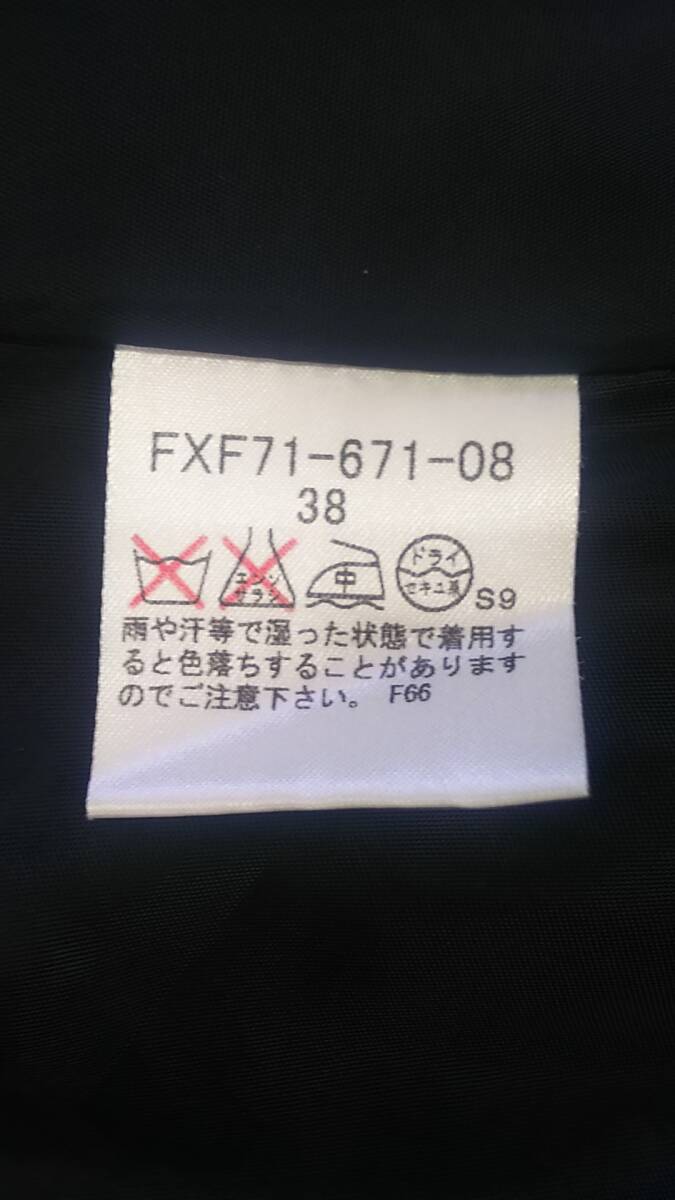 FXF71-671-08
38
エンソ
サラシ
中
ドライ
セキユ系
S9
雨や汗等で湿った状態で着用す
ると色落ちすることがあります
のでご注意下さい。 F66